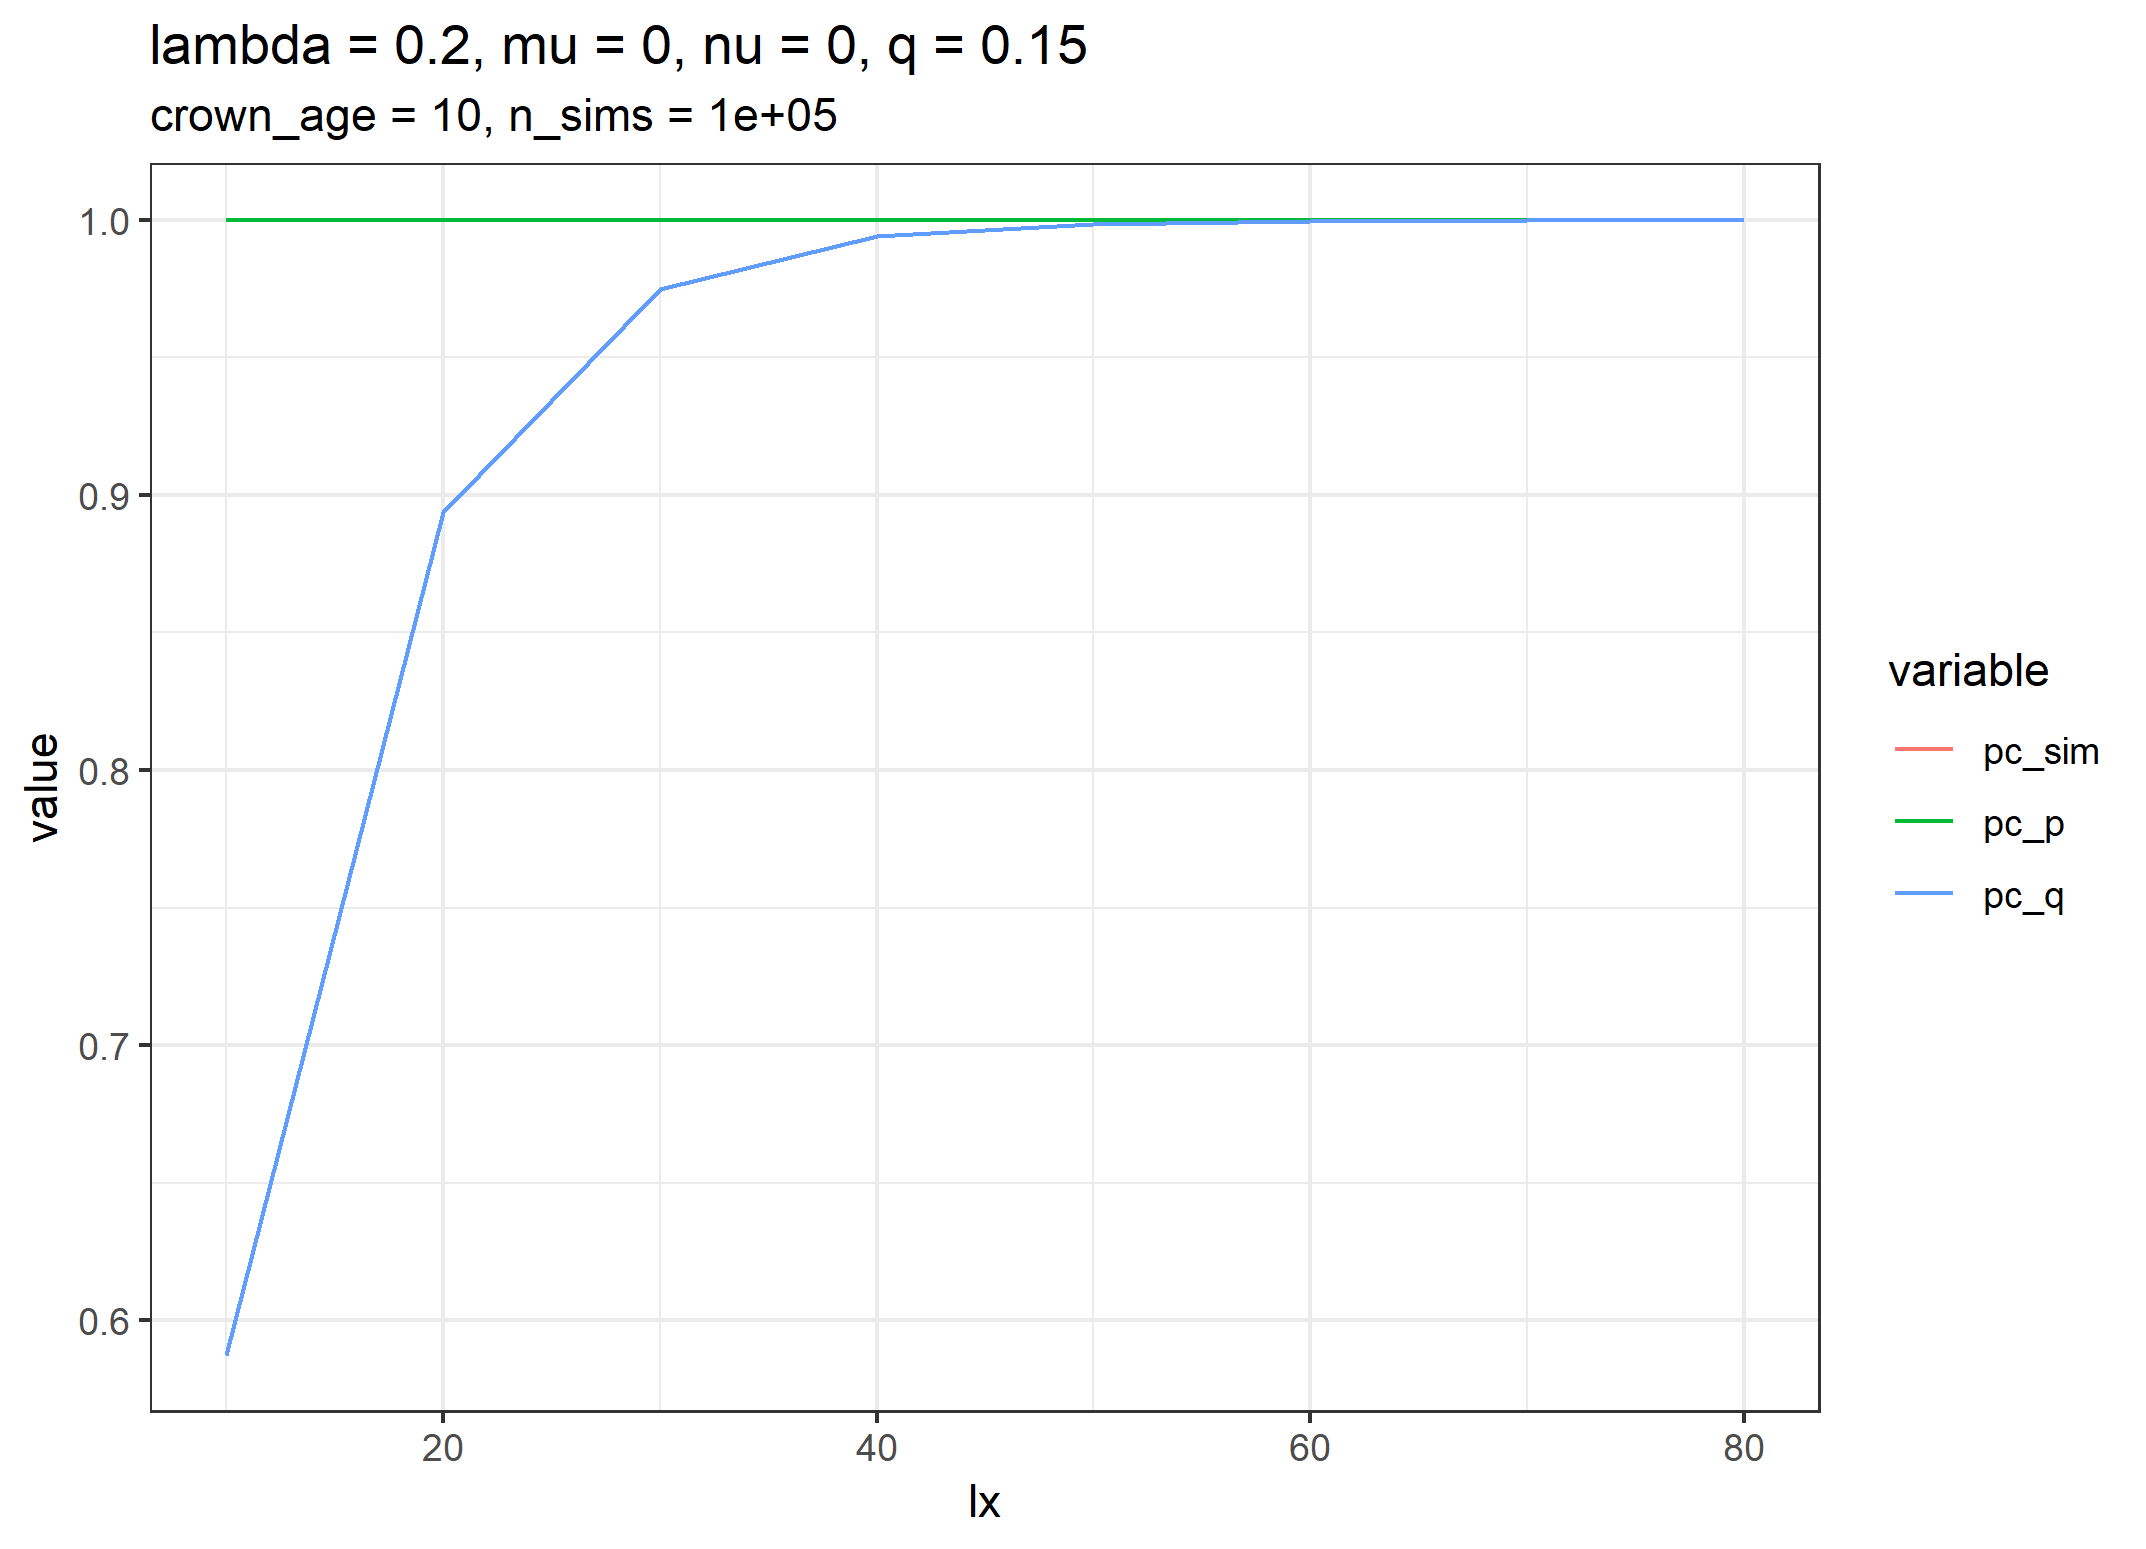 lambda = 0.2, mu = 0, nu = 0, q = 0.15
crown_age = 10, n_sims = 1e+05
1.0
0.9
0.8
0.7
0.6
value
20
40
60
80
lx
variable
pc_sim
pc_p
pc_q